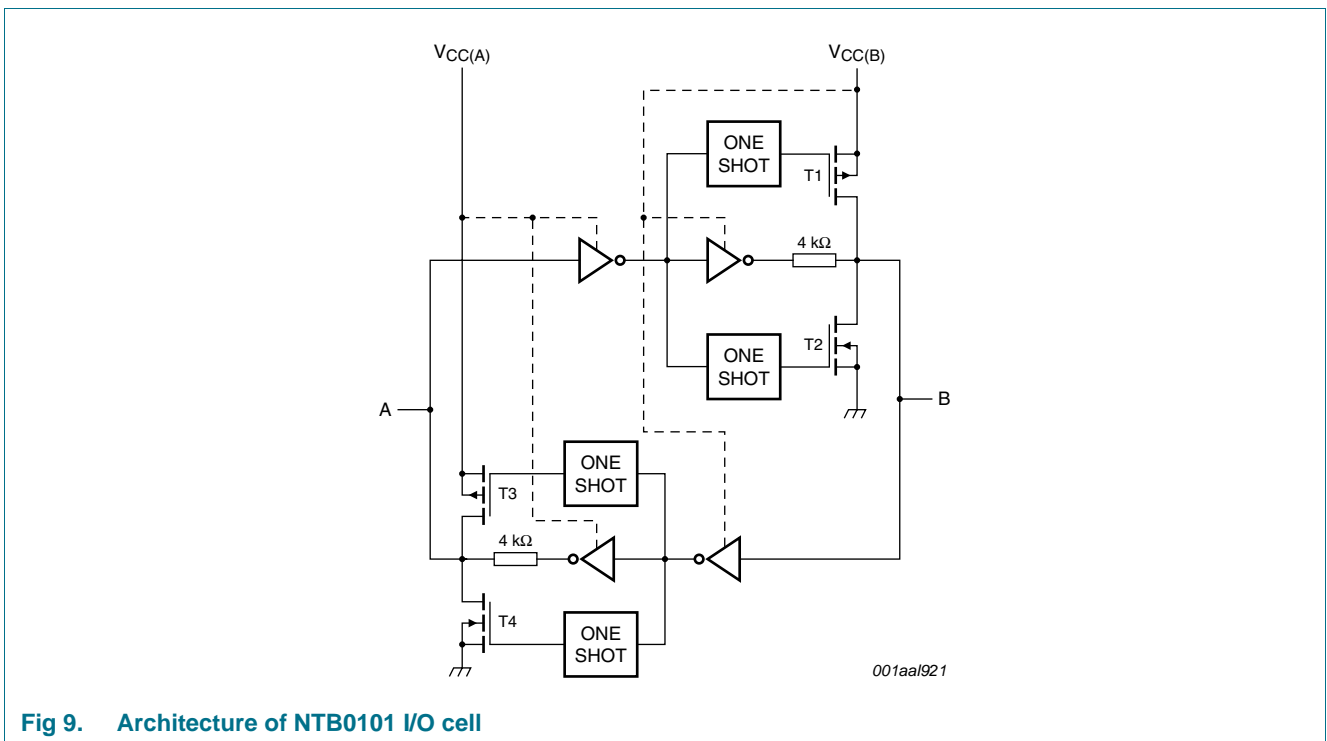 VCC(A)
VCC(B)
ONE
SHOT
T1
4 kΩ
ONE
SHOT
T2
A
B
ONE
SHOT
T3
4 kΩ
T4
ONE
SHOT
001aal921
Fig 9. Architecture of NTB0101 I/O cell